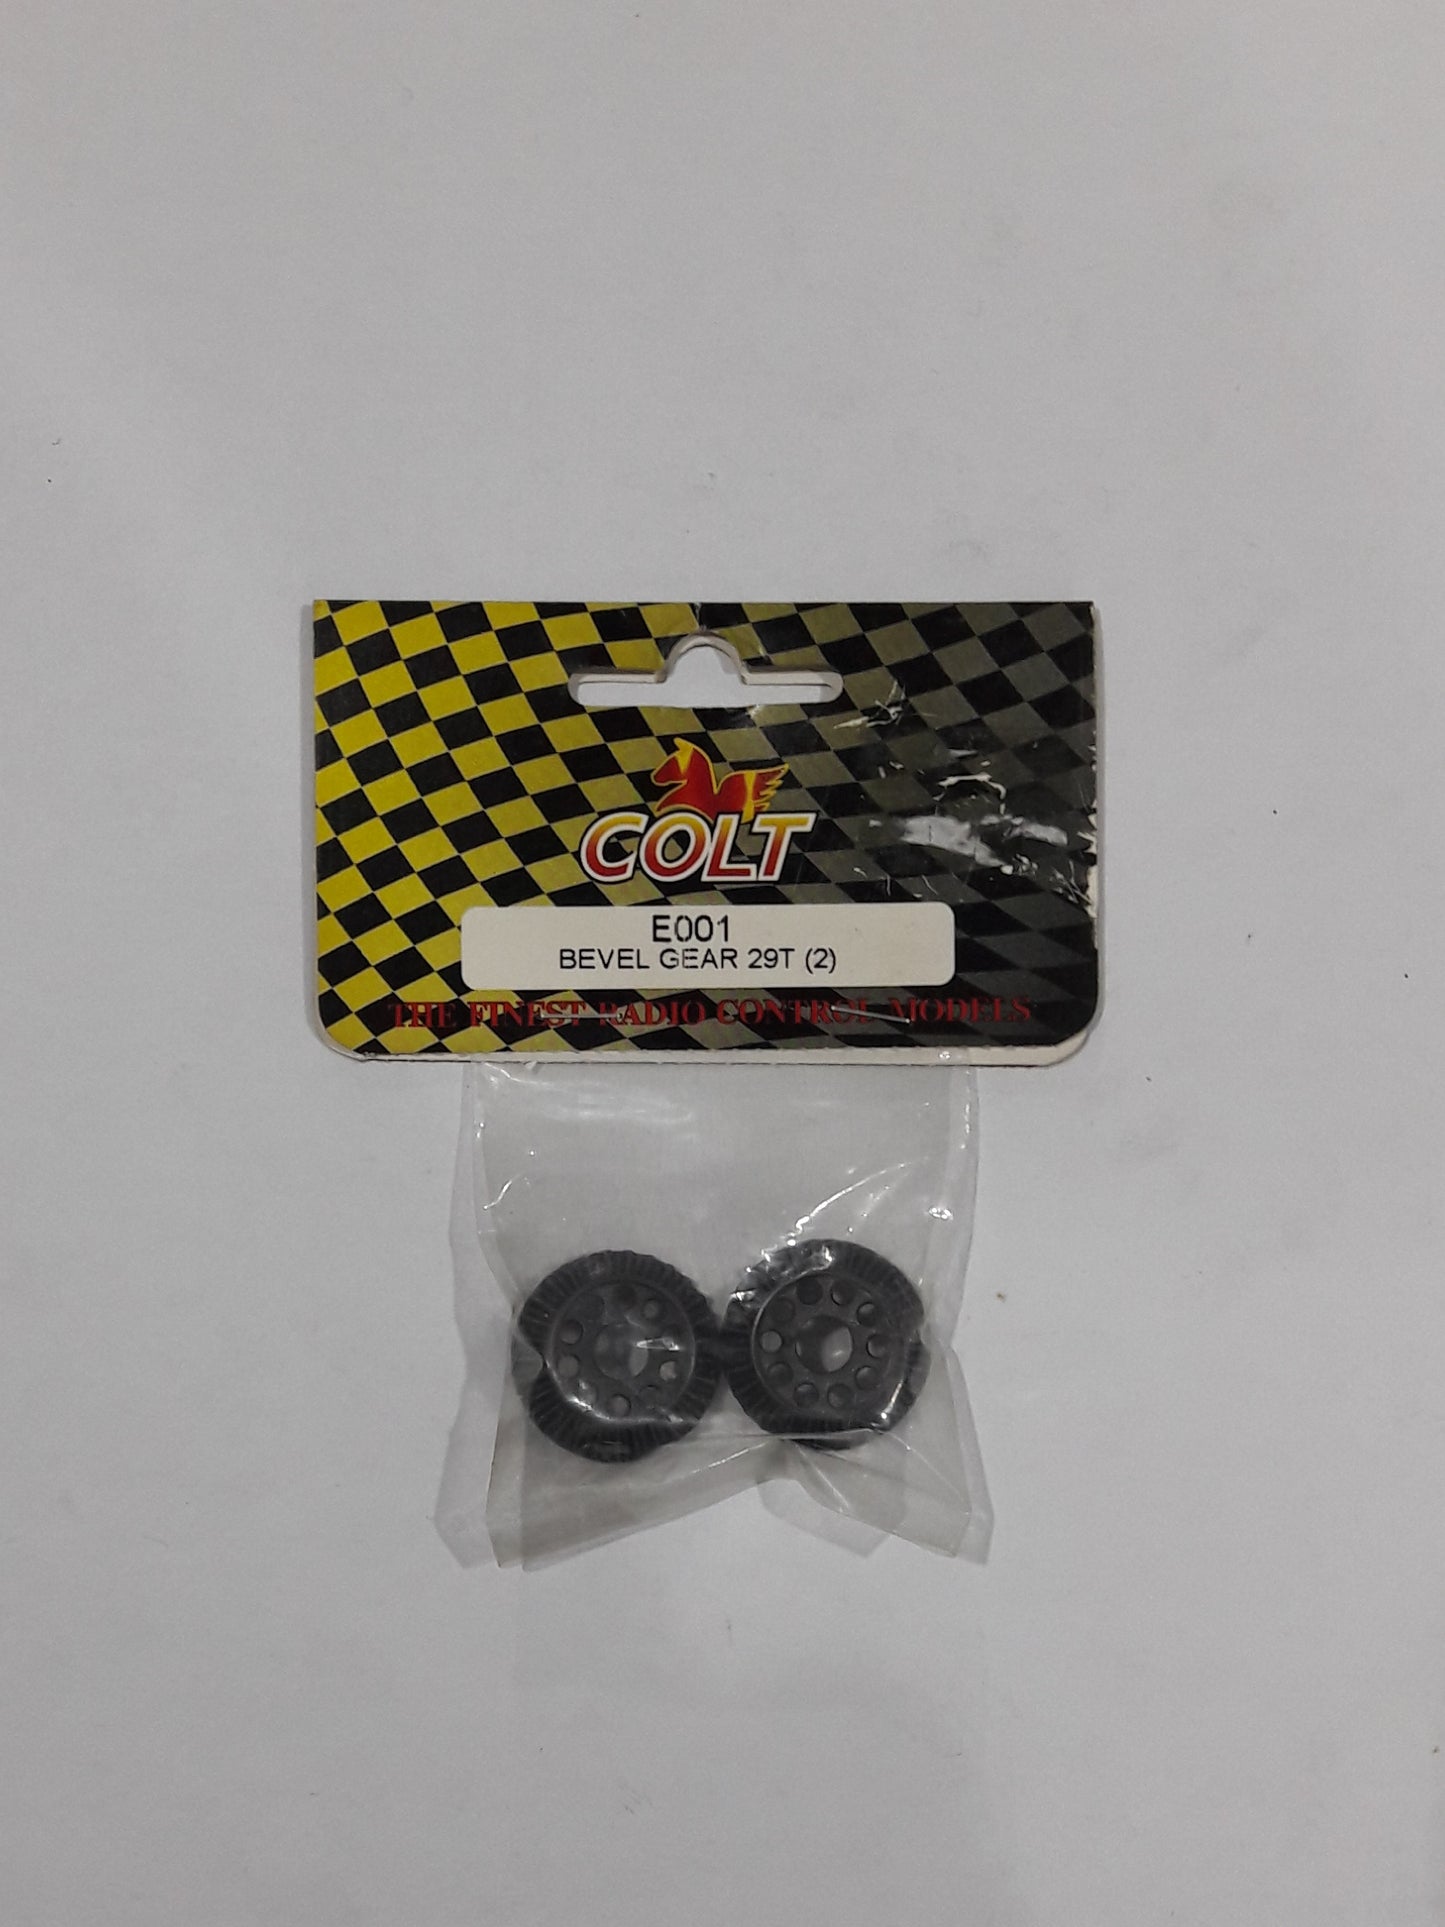 COLT
E001
BEVEL GEAR 29T (2)
THE FINEST RADIO CONTROL MODELS